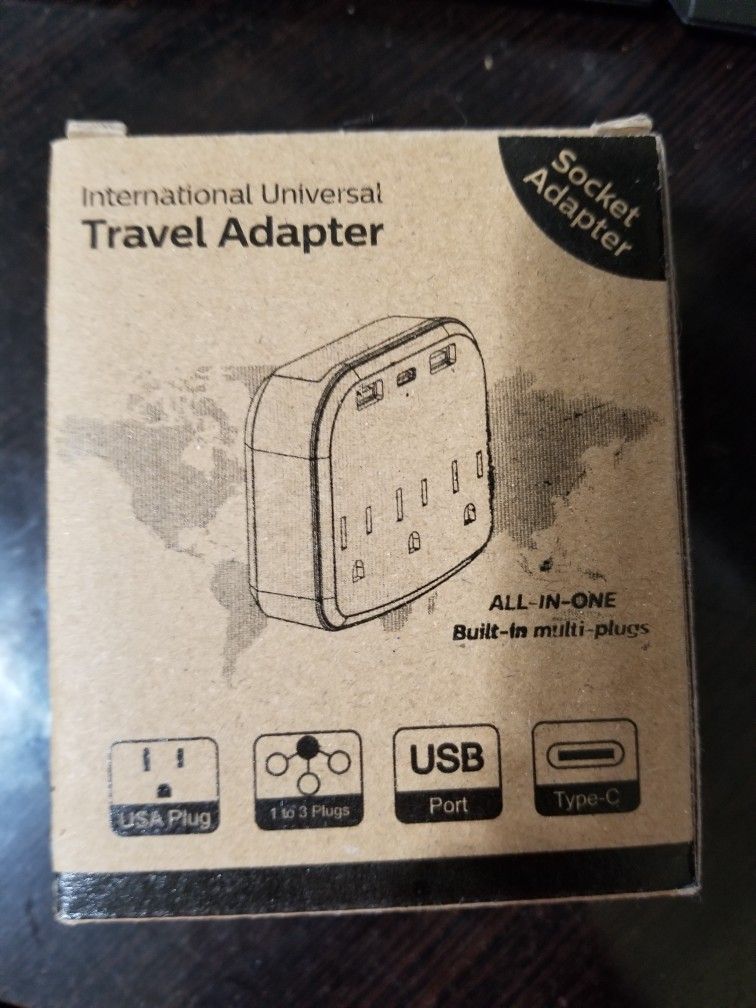 International Universal
Travel Adapter
Socket
Adapter
ALL-IN-ONE
Built-in multi-plugs
USA Plug
1 to 3 Plugs
USB
Port
Type-C